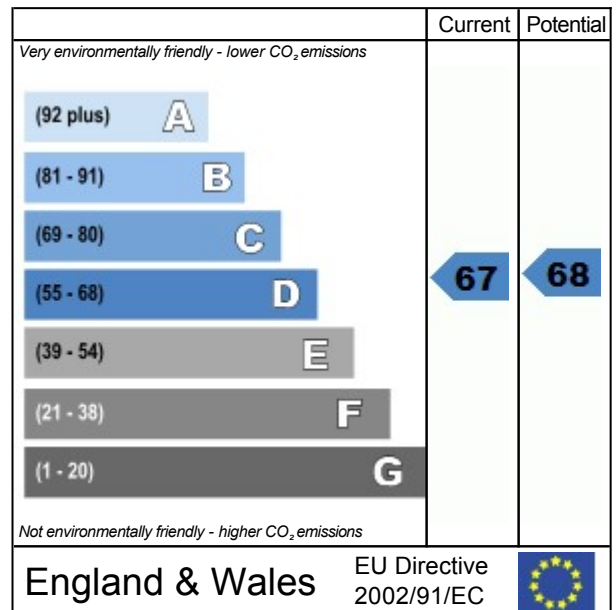 Current Potential
Very environmentally friendly - lower CO₂ emissions
(92 plus) A
(81 - 91) B
(69 - 80) C
(55 - 68) D
67 68
(39 - 54) E
(21 - 38) F
(1 - 20) G
Not environmentally friendly - higher CO₂ emissions
England & Wales
EU Directive
2002/91/EC